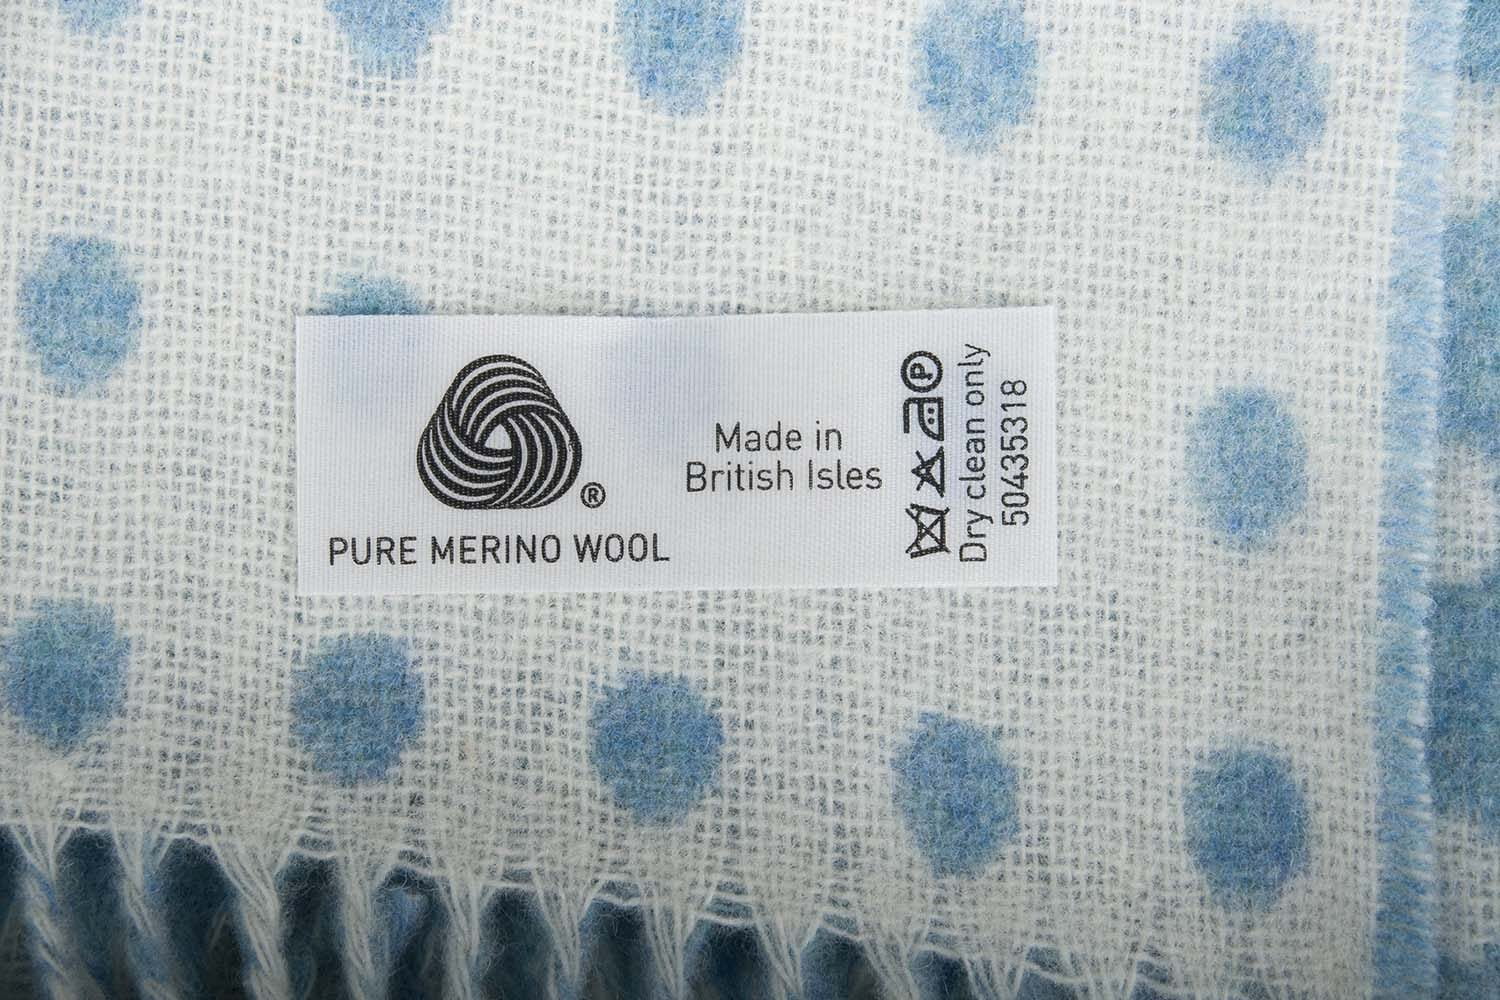 ®
PURE MERINO WOOL
Made in
British Isles
P
Dry clean only
50435318